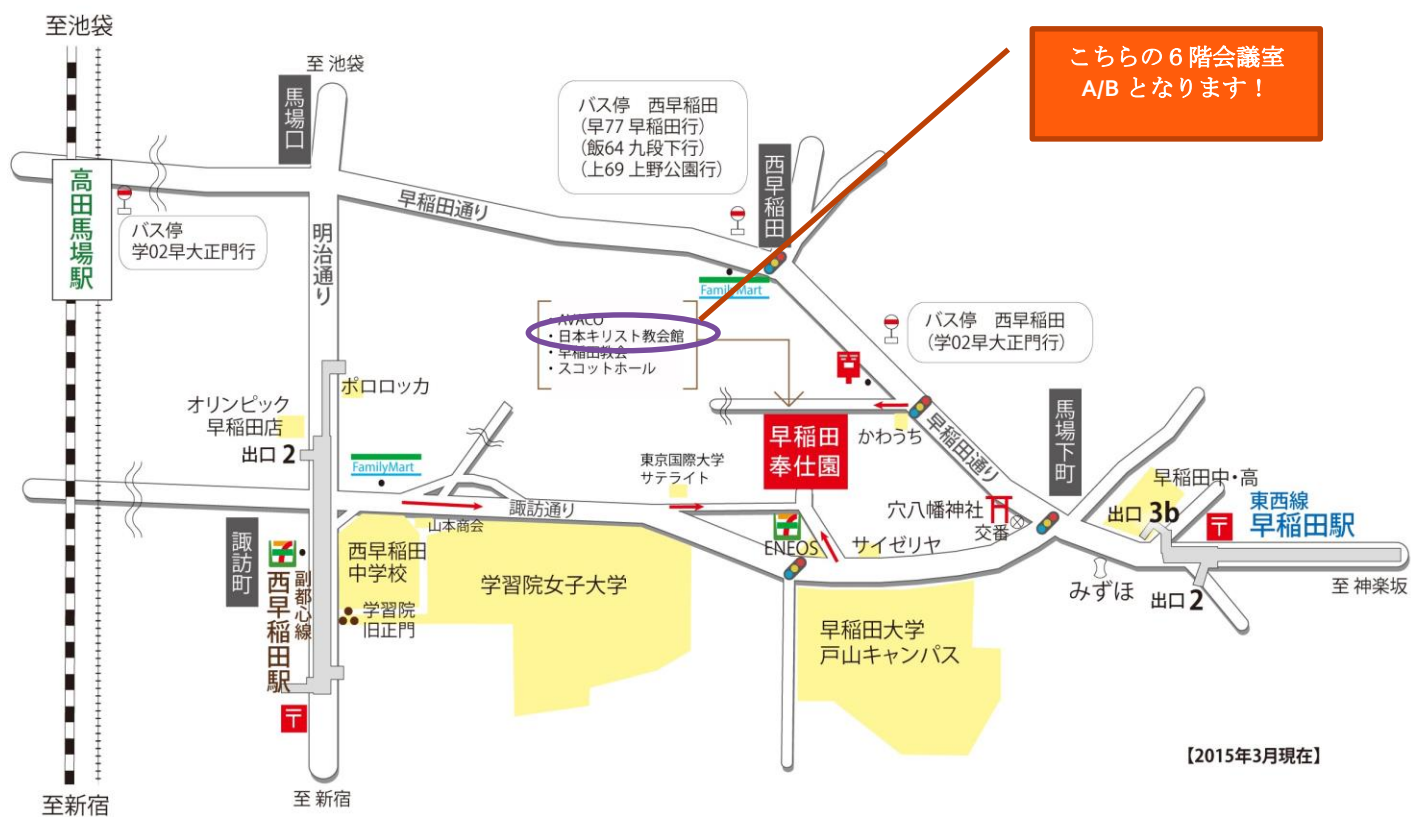 至池袋
至 池袋
馬場口
バス停　西早稲田
(早77 早稲田行)
(飯64 九段下行)
(上69 上野公園行)
西早稲田
こちらの６階会議室
A/B となります！
高田馬場駅
バス停
学02早大正門行
明治通り
早稲田通り
FamilyMart
・AVACO
・日本キリスト教会館
・早稲田教会
・スコットホール
バス停　西早稲田
(学02早大正門行)
ポロロッカ
オリンピック
早稲田店
出口 2
早稲田
奉仕園
かわうち
早稲田通り
馬場下町
FamilyMart
東京国際大学
サテライト
早稲田中・高
出口 3b
〒
東西線
早稲田駅
穴八幡神社
交番
山本商会
諏訪通り
ENEOS
サイゼリヤ
諏訪町
西早稲田
中学校
学習院女子大学
みずほ
出口 2
至 神楽坂
副都心線
西早稲田駅
学習院
旧正門
早稲田大学
戸山キャンパス
〒
【2015年3月現在】
至新宿
至 新宿